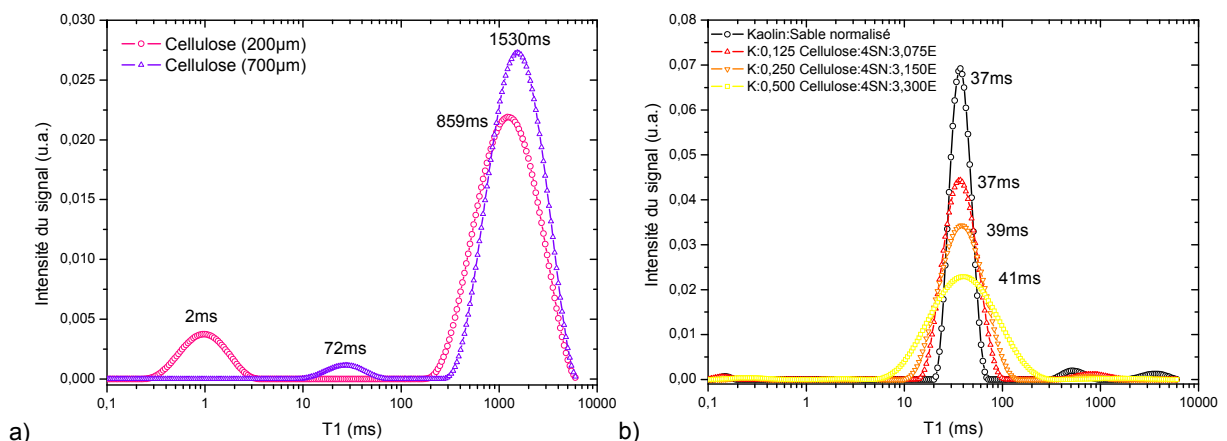 Cellulose (200µm)
Cellulose (700µm)
1530ms
859ms
2ms
72ms
0,030
0,025
0,020
0,015
0,010
0,005
0,000
Intensité du signal (u.a.)
0,1 1 10 100 1000 10000
T1 (ms)
a)
Kaolin:Sable normalisé
K:0,125 Cellulose:4SN:3,075E
K:0,250 Cellulose:4SN:3,150E
K:0,500 Cellulose:4SN:3,300E
37ms
37ms
39ms
41ms
0,08
0,07
0,06
0,05
0,04
0,03
0,02
0,01
0,00
Intensité du signal (u.a.)
0,1 1 10 100 1000 10000
T1 (ms)
b)